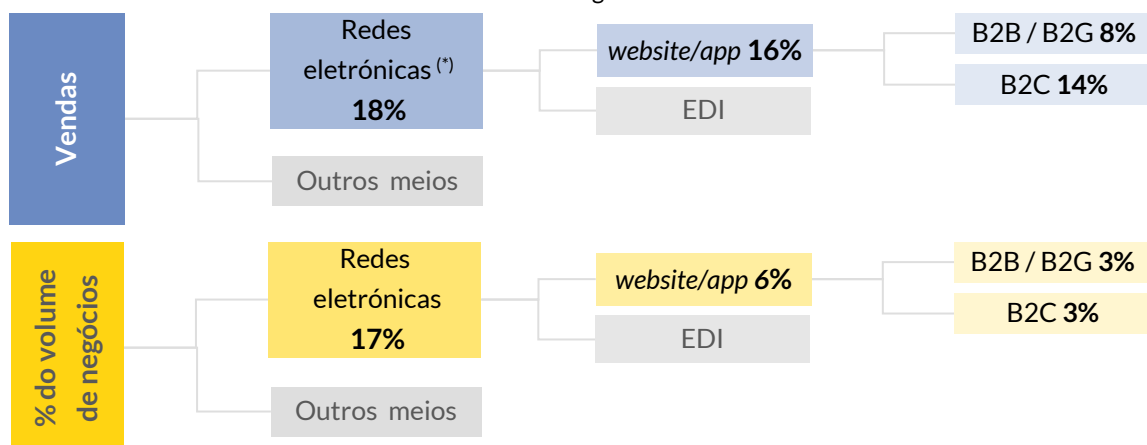 Vendas
Redes
eletrónicas (*)
18%
Outros meios
website/app 16%
EDI
B2B / B2G 8%
B2C 14%
% do volume
de negócios
Redes
eletrónicas
17%
Outros meios
website/app 6%
EDI
B2B / B2G 3%
B2C 3%